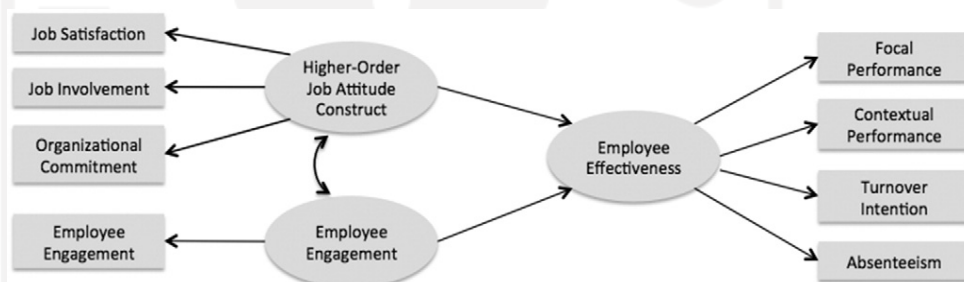 Job Satisfaction
Job Involvement
Organizational
Commitment
Employee
Engagement
Higher-Order
Job Attitude
Construct
Employee
Engagement
Employee
Effectiveness
Focal
Performance
Contextual
Performance
Turnover
Intention
Absenteeism